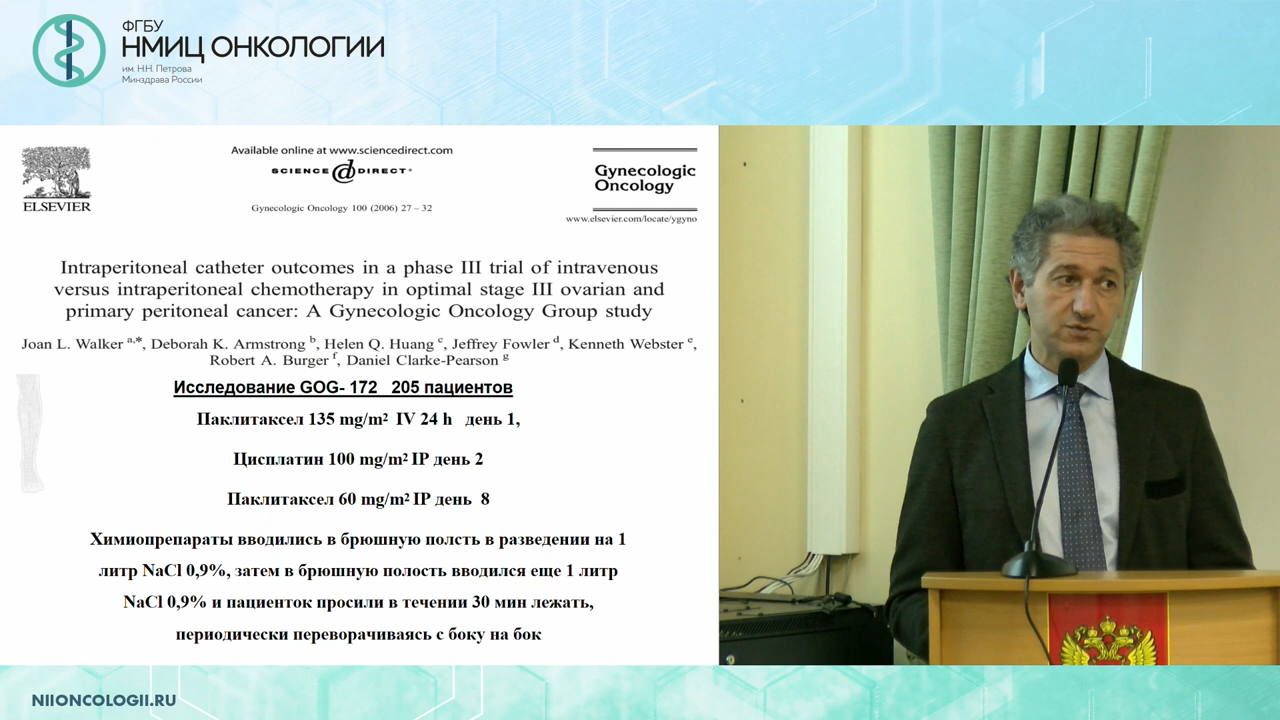 ФГБУ
НМИЦ ОНКОЛОГИИ
им. Н.Н. Петрова
Минздрава России
Available online at www.sciencedirect.com
SCIENCE @ DIRECT®
ELSEVIER
Gynecologic
Oncology
Gynecologic Oncology 100 (2006) 27 – 32
www.elsevier.com/locate/ygyno
Intraperitoneal catheter outcomes in a phase III trial of intravenous
versus intraperitoneal chemotherapy in optimal stage III ovarian and
primary peritoneal cancer: A Gynecologic Oncology Group study
Joan L. Walker a,*, Deborah K. Armstrong b, Helen Q. Huang c, Jeffrey Fowler d, Kenneth Webster e,
Robert A. Burger f, Daniel Clarke-Pearson g
Исследование GOG- 172 205 пациентов
Паклитаксел 135 mg/m² IV 24 h день 1,
Цисплатин 100 mg/m² IP день 2
Паклитаксел 60 mg/m² IP день 8
Химиопрепараты вводились в брюшную полсть в разведении на 1
литр NaCl 0,9%, затем в брюшную полость вводился еще 1 литр
NaCl 0,9% и пациенток просили в течении 30 мин лежать,
периодически переворачиваясь с боку на бок
NIIONCOLOGII.RU